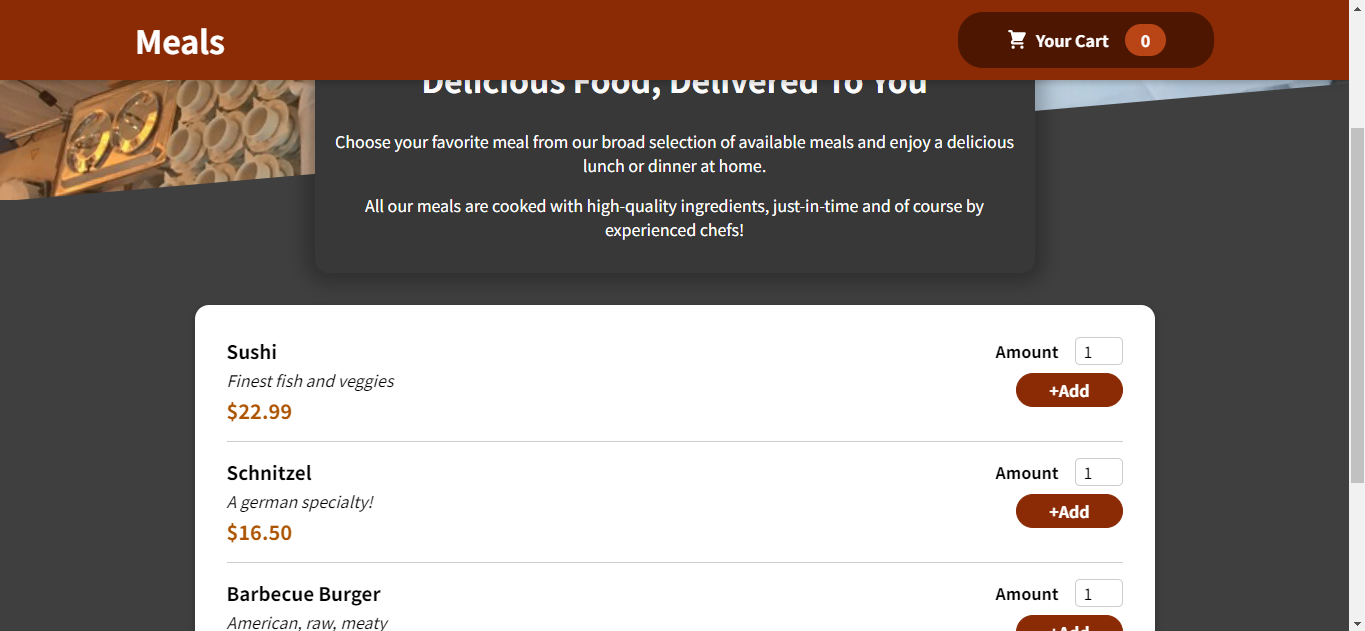 Meals
Your Cart 0
Delicious Food, Delivered To You
Choose your favorite meal from our broad selection of available meals and enjoy a delicious
lunch or dinner at home.
All our meals are cooked with high-quality ingredients, just-in-time and of course by
experienced chefs!
Sushi
Amount 1
Finest fish and veggies
+Add
$22.99
Schnitzel
Amount 1
A german specialty!
+Add
$16.50
Barbecue Burger
Amount 1
American, raw, meaty
+Add